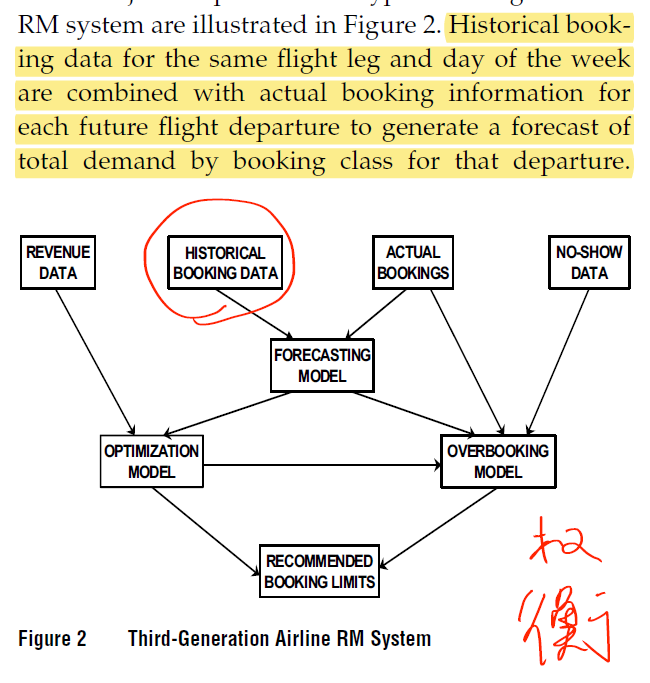 RM system are illustrated in Figure 2. Historical book-
ing data for the same flight leg and day of the week
are combined with actual booking information for
each future flight departure to generate a forecast of
total demand by booking class for that departure.
REVENUE
DATA
HISTORICAL
BOOKING DATA
ACTUAL
BOOKINGS
NO-SHOW
DATA
FORECASTING
MODEL
OPTIMIZATION
MODEL
OVERBOOKING
MODEL
RECOMMENDED
BOOKING LIMITS
权
衡
Figure 2 Third-Generation Airline RM System